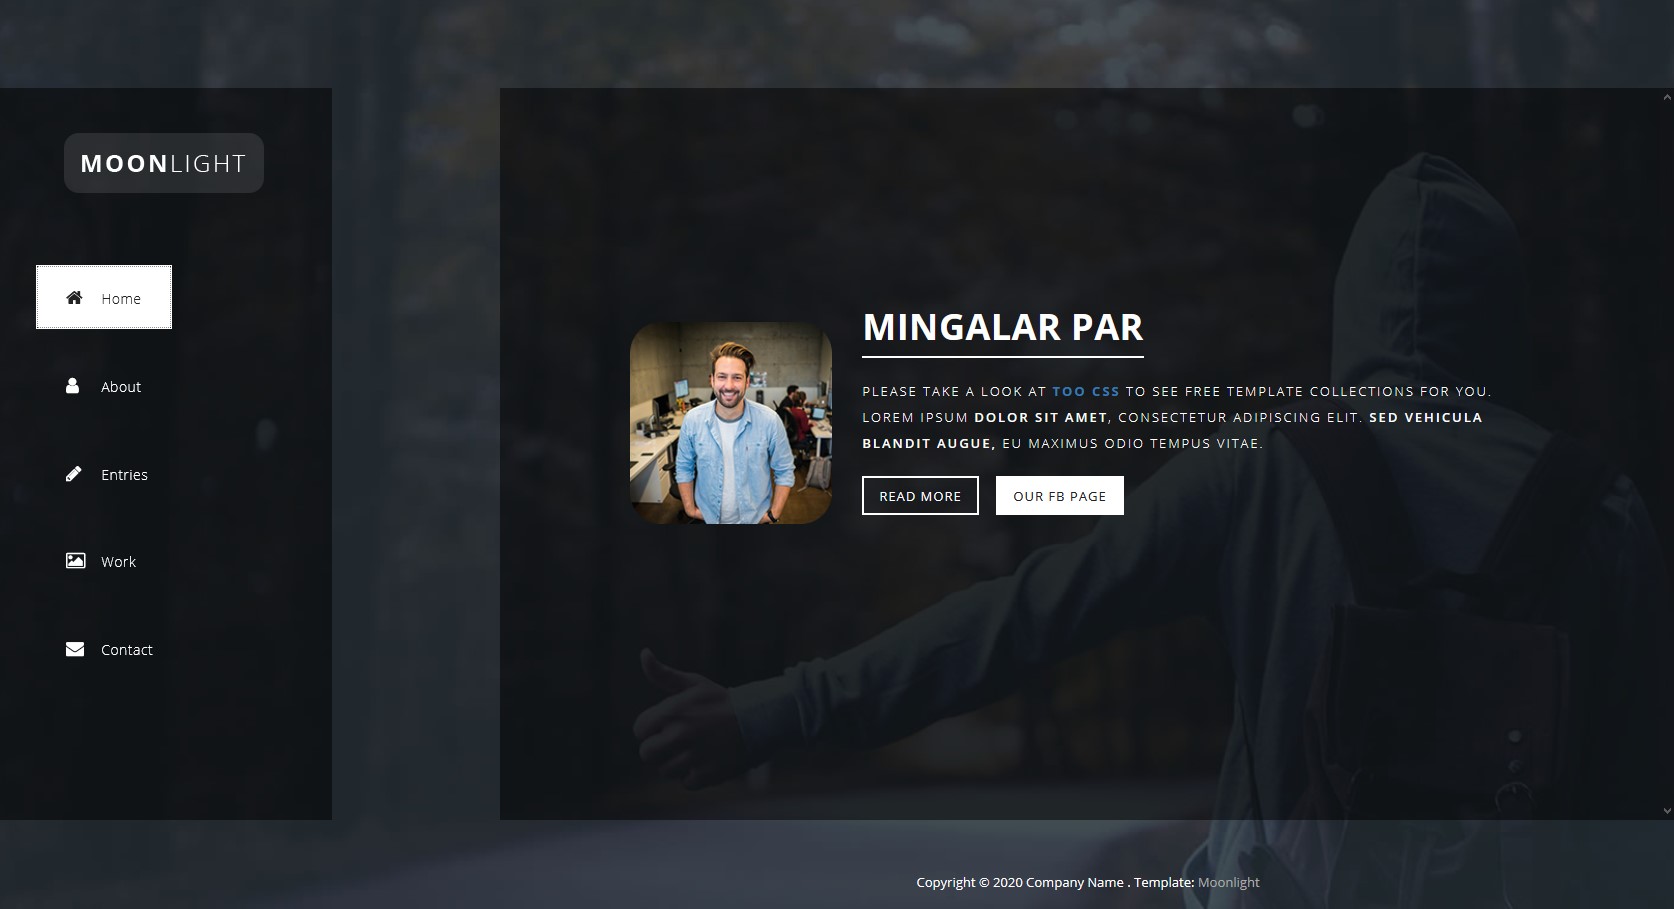 MOONLIGHT
Home
About
Entries
Work
Contact
MINGALAR PAR
PLEASE TAKE A LOOK AT TOO CSS TO SEE FREE TEMPLATE COLLECTIONS FOR YOU.
LOREM IPSUM DOLOR SIT AMET, CONSECTETUR ADIPISCING ELIT. SED VEHICULA
BLANDIT AUGUE, EU MAXIMUS ODIO TEMPUS VITAE.
READ MORE OUR FB PAGE
Copyright © 2020 Company Name . Template: Moonlight